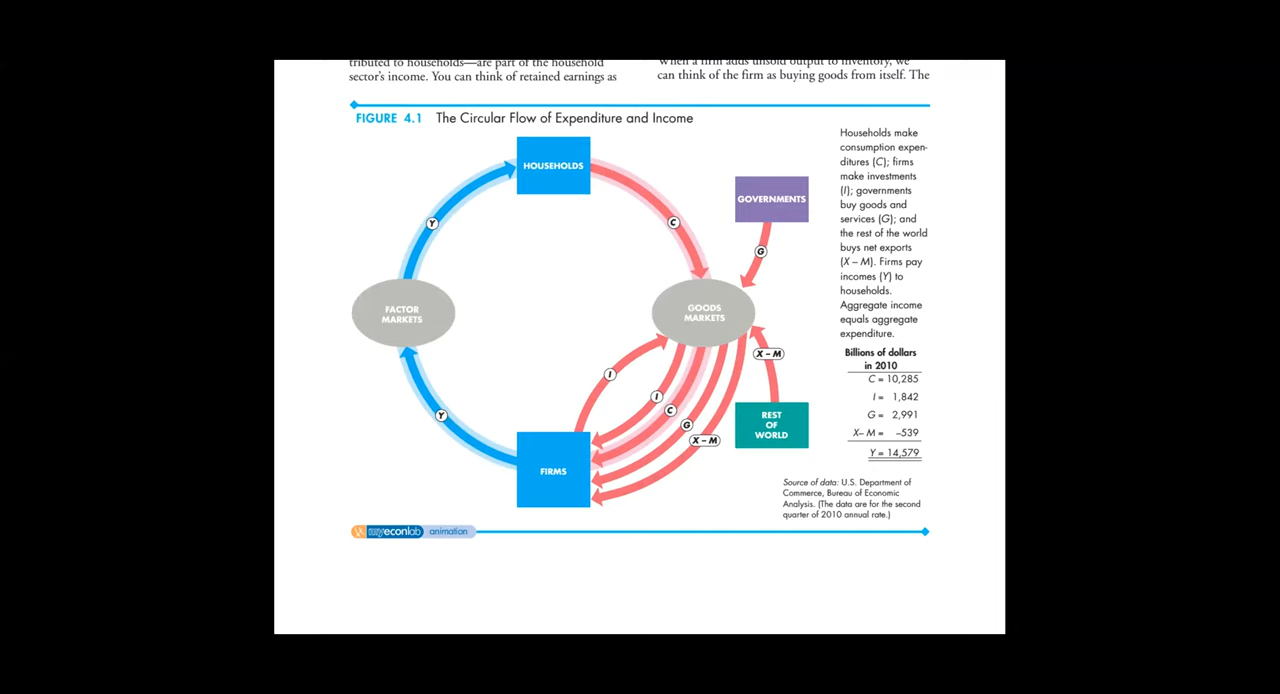 tributed to households—are part of the household
sector's income. You can think of retained earnings as
When a firm adds unsold output to inventory, we
can think of the firm as buying goods from itself. The
FIGURE 4.1 The Circular Flow of Expenditure and Income
HOUSEHOLDS
GOVERNMENTS
Y
C
G
FACTOR
MARKETS
GOODS
MARKETS
X – M
I
I
C
Y
G
X – M
REST
OF
WORLD
FIRMS
Households make
consumption expen-
ditures (C); firms
make investments
(I); governments
buy goods and
services (G); and
the rest of the world
buys net exports
(X – M). Firms pay
incomes (Y) to
households.
Aggregate income
equals aggregate
expenditure.
Billions of dollars
in 2010
C = 10,285
I = 1,842
G = 2,991
X– M = –539
Y = 14,579
Source of data: U.S. Department of
Commerce, Bureau of Economic
Analysis. (The data are for the second
quarter of 2010 annual rate.)
myeconlab animation